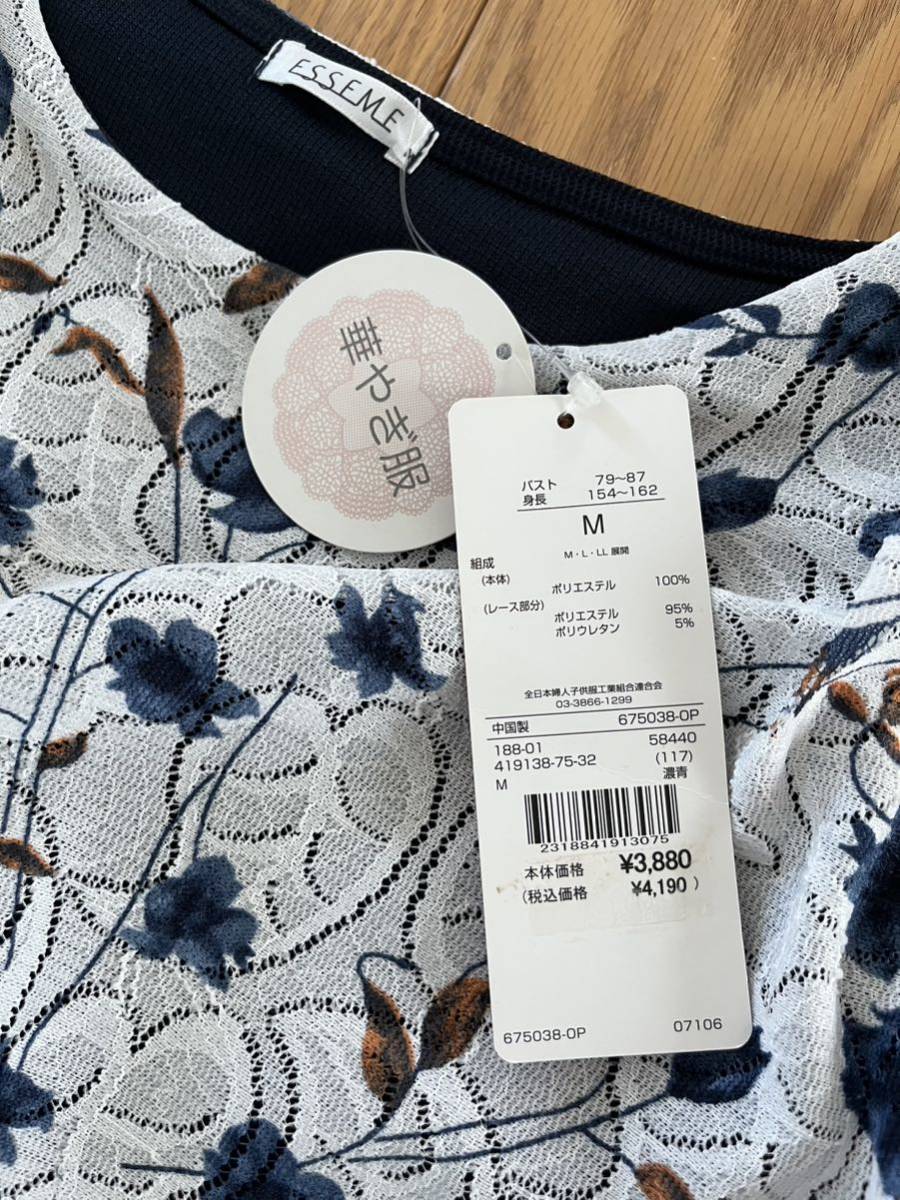 ESSEME
華やぎ服
バスト 79~87
身長 154~162
M
M・L・LL 展開
組成
(本体)
ポリエステル 100%
(レース部分)
ポリエステル 95%
ポリウレタン 5%
全日本婦人子供服工業組合連合会
03-3866-1299
中国製 675038-0P
188-01 58440
419138-75-32 (117)
M 濃青
2318841913075
本体価格 ¥3,880
(税込価格 ¥4,190 )
675038-0P 07106